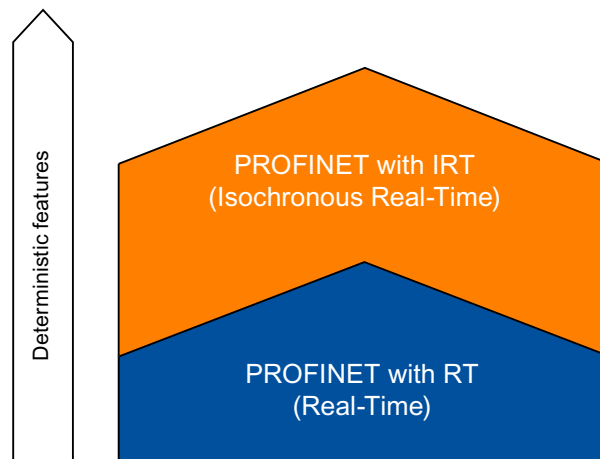 Deterministic features
PROFINET with IRT
(Isochronous Real-Time)
PROFINET with RT
(Real-Time)